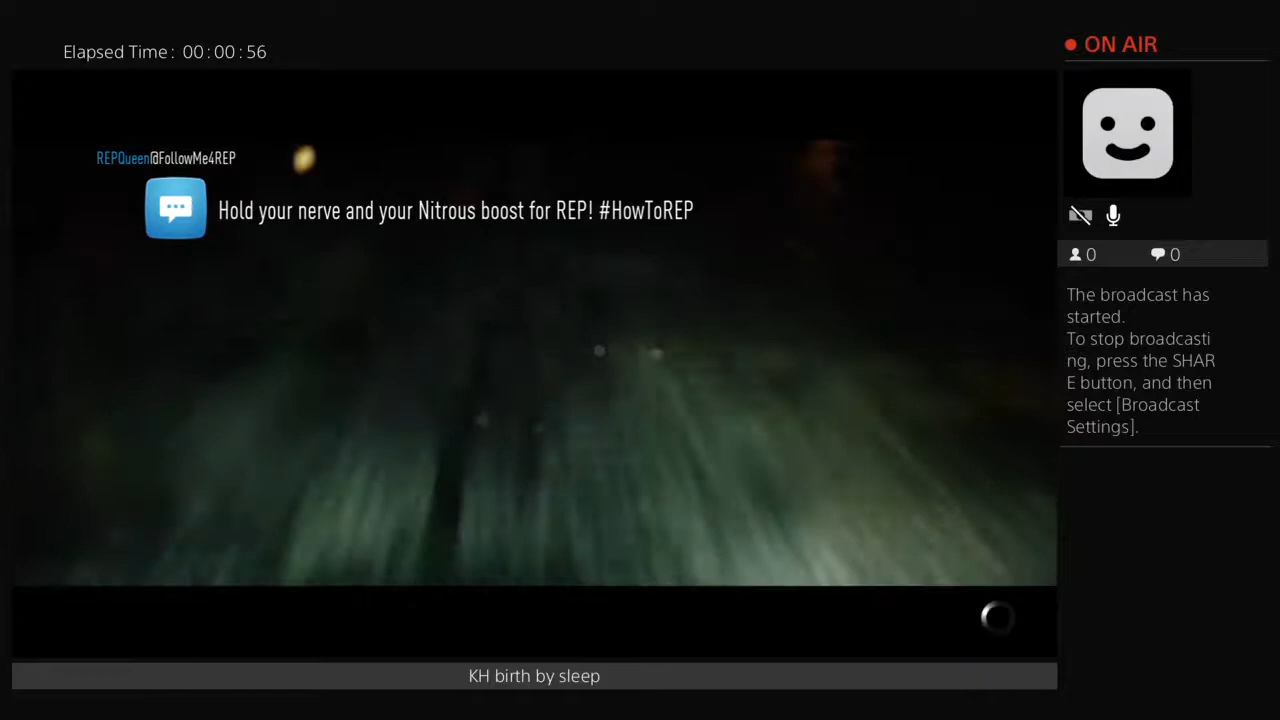 Elapsed Time: 00:00:56
ON AIR
REPQueen@FollowMe4REP
Hold your nerve and your Nitrous boost for REP! #HowToREP
0 0
The broadcast has
started.
To stop broadcasti
ng, press the SHAR
E button, and then
select [Broadcast
Settings].
KH birth by sleep